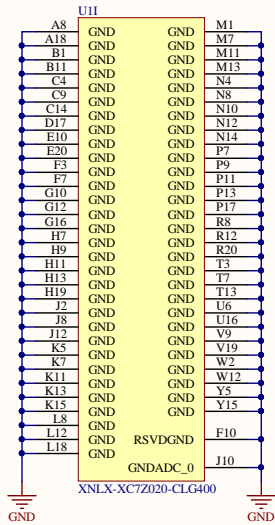 U1I
A8 GND GND M1
A18 GND GND M7
B1 GND GND M11
B11 GND GND M13
C4 GND GND N4
C9 GND GND N8
C14 GND GND N10
D17 GND GND N12
E10 GND GND N14
E20 GND GND P7
F3 GND GND P9
F7 GND GND P11
G10 GND GND P13
G12 GND GND P17
G16 GND GND R8
H7 GND GND R12
H9 GND GND R20
H11 GND GND T3
H13 GND GND T7
H19 GND GND T13
J2 GND GND U6
J8 GND GND U16
J12 GND GND V9
K5 GND GND V19
K7 GND GND W2
K11 GND GND W12
K13 GND GND Y5
K15 GND GND Y15
L8 GND
L12 GND RSVDGND F10
L18 GND
GNDADC_0 J10
XNLX-XC7Z020-CLG400
GND GND